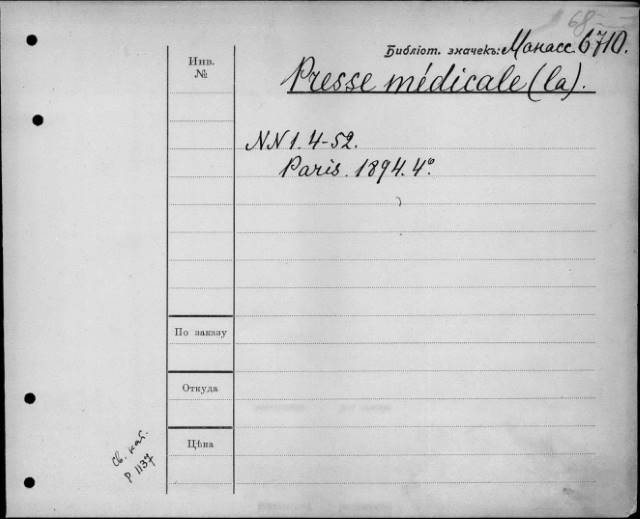 68
Библіот. значекъ: Манасс. 6710.
Инв. №
Presse médicale (la).
NN 1. 4-52.
Paris. 1894. 4°.
По заказу
Откуда
Цѣна
Св. кат.
р 1137